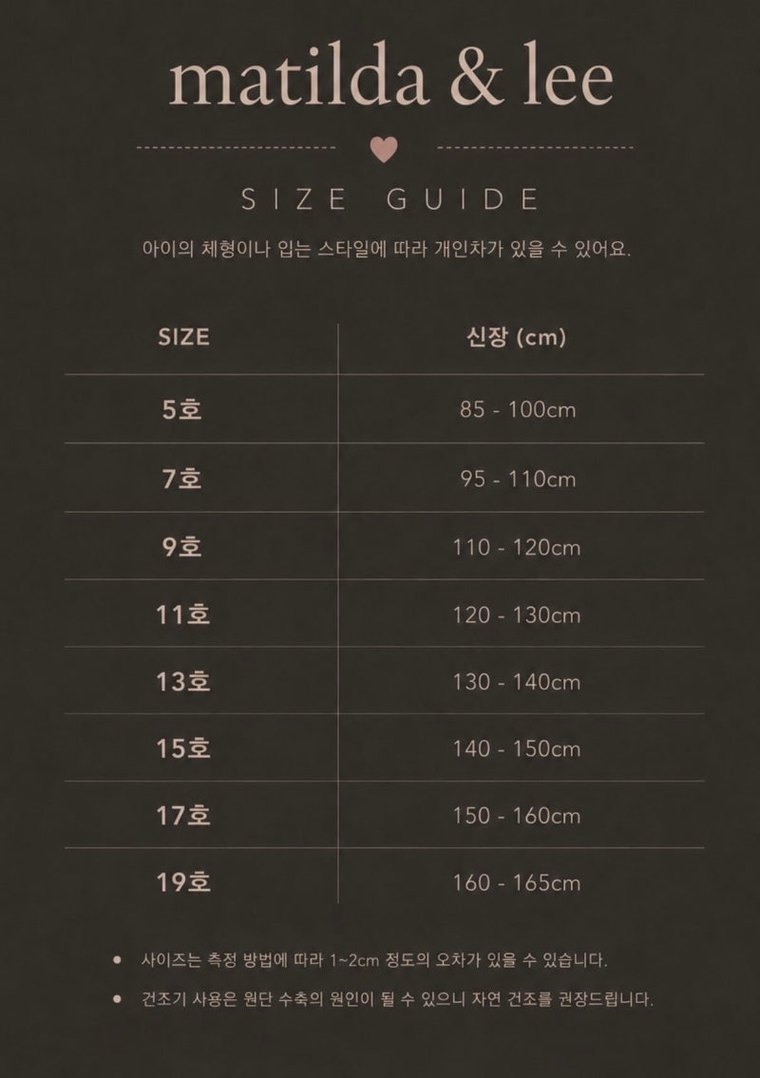 matilda & lee
SIZE GUIDE
아이의 체형이나 입는 스타일에 따라 개인차가 있을 수 있어요.
SIZE 신장 (cm)
5호 85 - 100cm
7호 95 - 110cm
9호 110 - 120cm
11호 120 - 130cm
13호 130 - 140cm
15호 140 - 150cm
17호 150 - 160cm
19호 160 - 165cm
• 사이즈는 측정 방법에 따라 1~2cm 정도의 오차가 있을 수 있습니다.
• 건조기 사용은 원단 수축의 원인이 될 수 있으니 자연 건조를 권장드립니다.